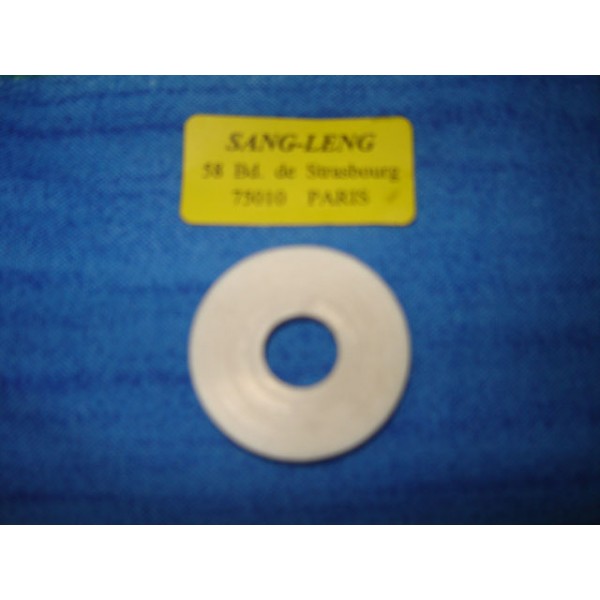 SANG-LENG
58 Bd. de Strasbourg
75010 PARIS